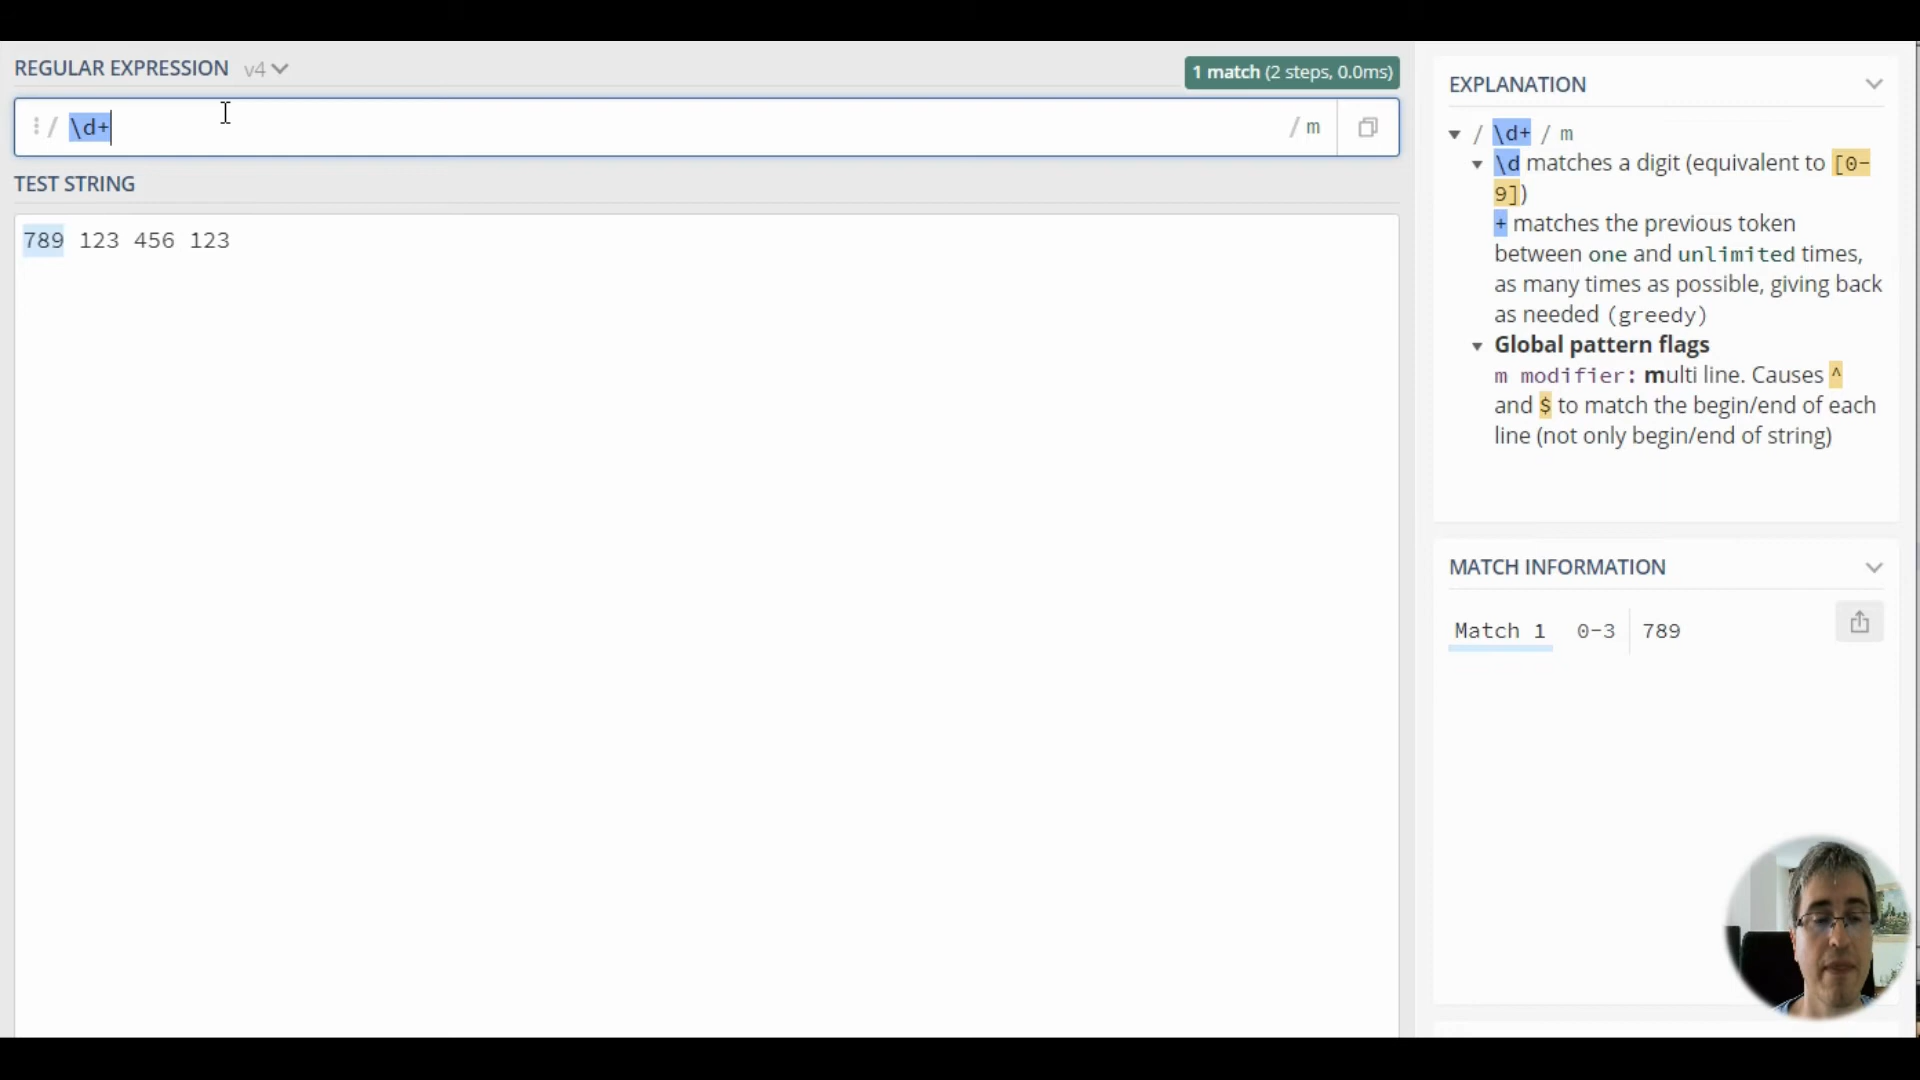 REGULAR EXPRESSION v4
1 match (2 steps, 0.0ms)
/ \d+ / m
TEST STRING
789 123 456 123
EXPLANATION
/ \d+ / m
\d matches a digit (equivalent to [0-
9])
+ matches the previous token
between one and unlimited times,
as many times as possible, giving back
as needed (greedy)
Global pattern flags
m modifier: multi line. Causes ^
and $ to match the begin/end of each
line (not only begin/end of string)
MATCH INFORMATION
Match 1 0-3 789